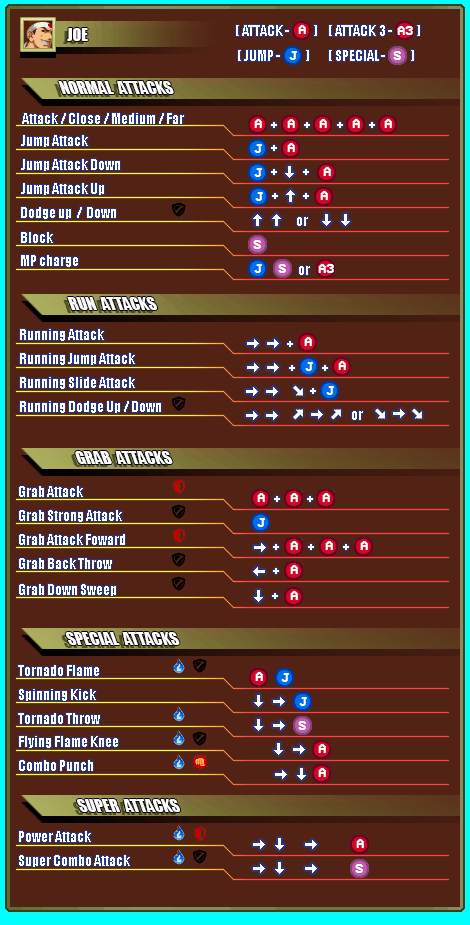 JOE
[ ATTACK - A ] [ ATTACK 3 - A3 ]
[ JUMP - J ] [ SPECIAL - S ]
NORMAL ATTACKS
Attack / Close / Medium / Far A + A + A + A + A
Jump Attack J + A
Jump Attack Down J + ↓ + A
Jump Attack Up J + ↑ + A
Dodge up / Down ↑ ↑ or ↓ ↓
Block S
MP charge J S or A3
RUN ATTACKS
Running Attack → → + A
Running Jump Attack → → + J + A
Running Slide Attack → → ↘ + J
Running Dodge Up / Down → → ↗ → ↗ or ↘ → ↘
GRAB ATTACKS
Grab Attack A + A + A
Grab Strong Attack J
Grab Attack Foward → + A + A + A
Grab Back Throw ← + A
Grab Down Sweep ↓ + A
SPECIAL ATTACKS
Tornado Flame A J
Spinning Kick ↓ → J
Tornado Throw ↓ → S
Flying Flame Knee ↓ → A
Combo Punch → ↓ A
SUPER ATTACKS
Power Attack → ↓ → A
Super Combo Attack → ↓ → S